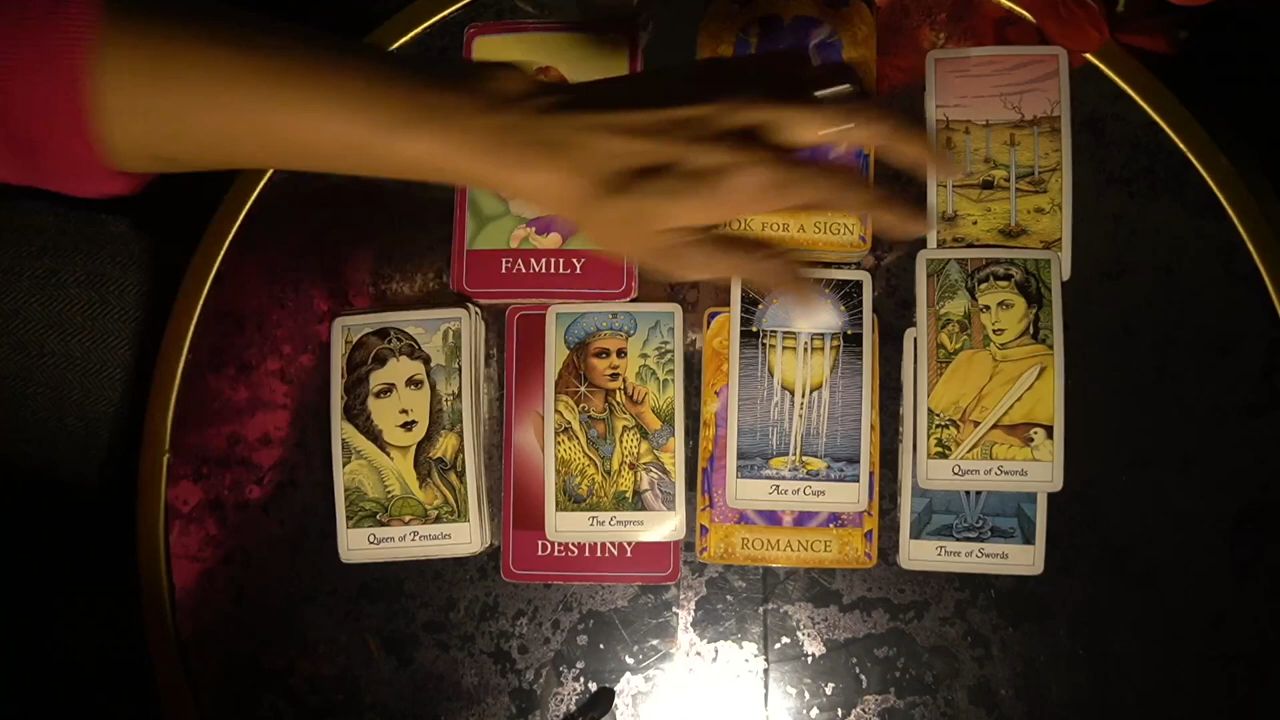 FAMILY
OOK FOR A SIGN
Queen of Pentacles
The Empress
DESTINY
Ace of Cups
ROMANCE
Queen of Swords
Three of Swords